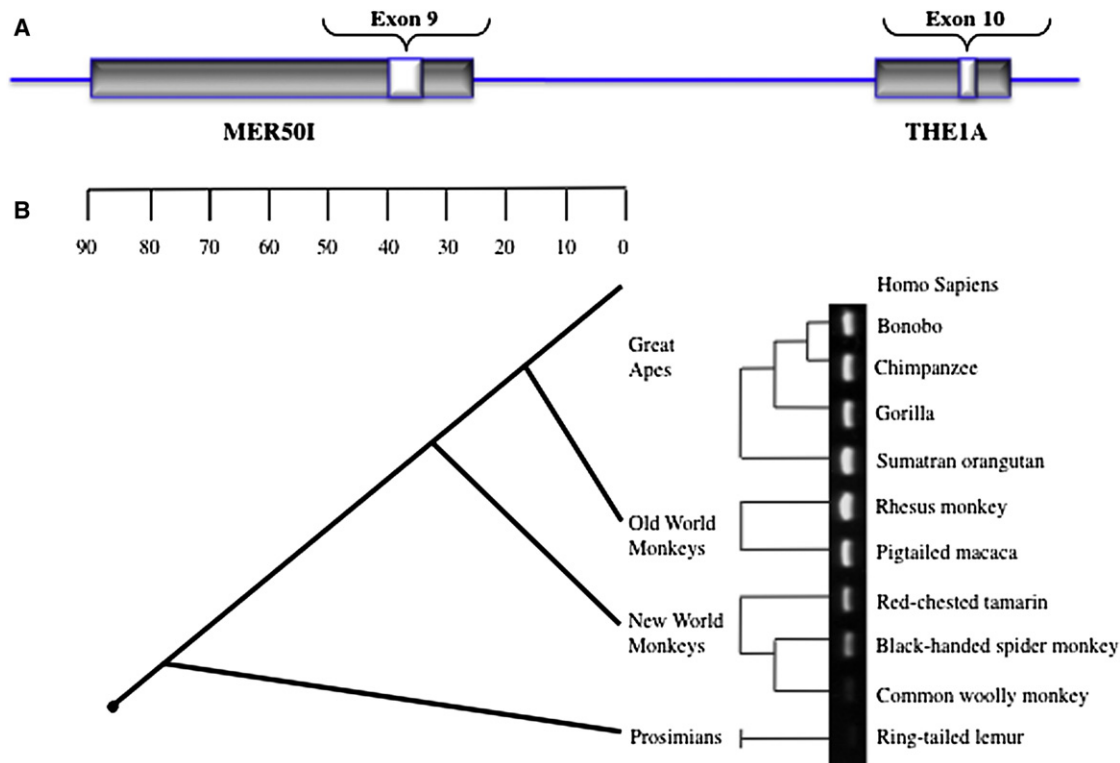 A
Exon 9
Exon 10
MER50I
THE1A
B
90 80 70 60 50 40 30 20 10 0
Homo Sapiens
Great
Apes
Bonobo
Chimpanzee
Gorilla
Sumatran orangutan
Old World
Monkeys
Rhesus monkey
Pigtailed macaca
New World
Monkeys
Red-chested tamarin
Black-handed spider monkey
Common woolly monkey
Prosimians
Ring-tailed lemur